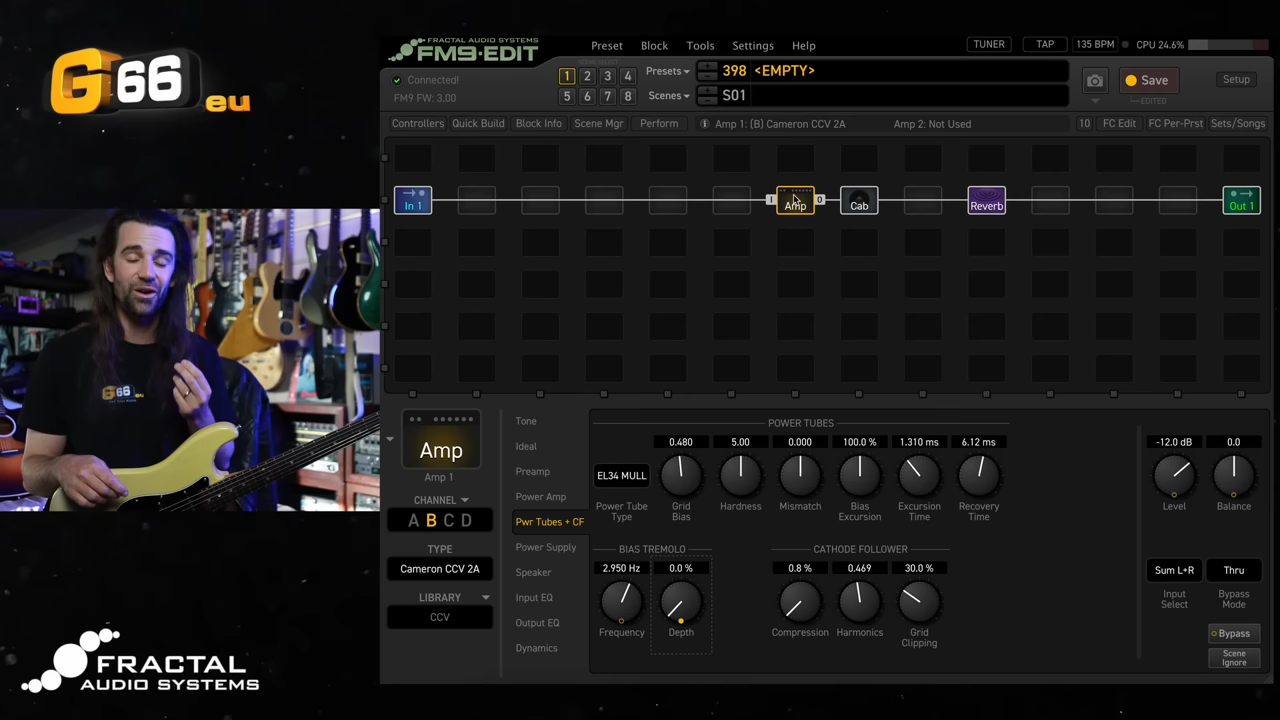 G66
eu
FRACTAL AUDIO SYSTEMS
FM9-EDIT
Preset
Block
Tools
Settings
Help
TUNER
TAP
135 BPM
CPU 24.6%
Connected!
FM9 FW: 3.00
SCENE SELECT
1 2 3 4
5 6 7 8
Presets
398 <EMPTY>
Scenes
S01
Save
EDITED
Setup
Controllers
Quick Build
Block Info
Scene Mgr
Perform
Amp 1: (B) Cameron CCV 2A
Amp 2: Not Used
10
FC Edit
FC Per-Prst
Sets/Songs
In 1
I
Amp
O
Cab
Reverb
Out 1
G66.eu
Amp
Amp 1
CHANNEL
A B C D
TYPE
Cameron CCV 2A
LIBRARY
CCV
Tone
Ideal
Preamp
Power Amp
Pwr Tubes + CF
Power Supply
Speaker
Input EQ
Output EQ
Dynamics
POWER TUBES
0.480
5.00
0.000
100.0 %
1.310 ms
6.12 ms
EL34 MULL
Power Tube Type
Grid Bias
Hardness
Mismatch
Bias Excursion
Excursion Time
Recovery Time
BIAS TREMOLO
2.950 Hz
0.0 %
Frequency
Depth
CATHODE FOLLOWER
0.8 %
0.469
30.0 %
Compression
Harmonics
Grid Clipping
-12.0 dB
0.0
Level
Balance
Sum L+R
Thru
Input Select
Bypass Mode
Bypass
Scene Ignore
FRACTAL
AUDIO SYSTEMS